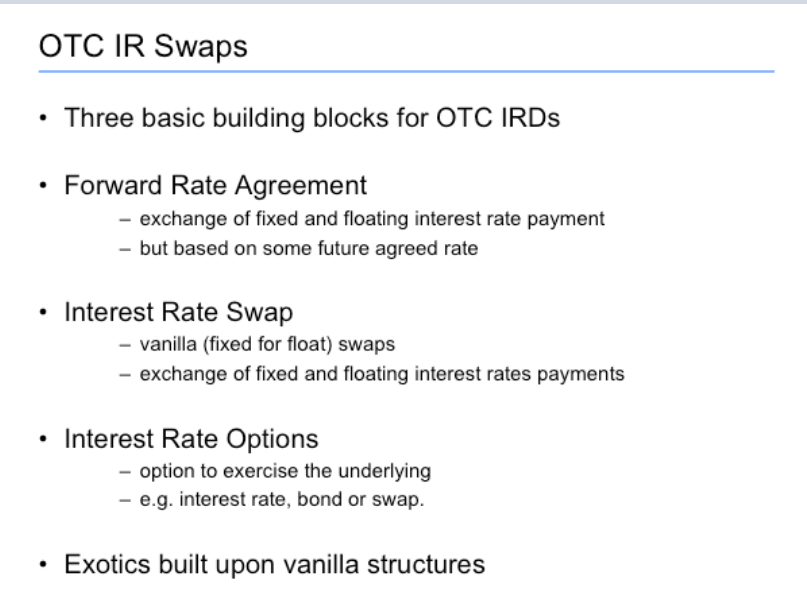 OTC IR Swaps
• Three basic building blocks for OTC IRDs
• Forward Rate Agreement
– exchange of fixed and floating interest rate payment
– but based on some future agreed rate
• Interest Rate Swap
– vanilla (fixed for float) swaps
– exchange of fixed and floating interest rates payments
• Interest Rate Options
– option to exercise the underlying
– e.g. interest rate, bond or swap.
• Exotics built upon vanilla structures